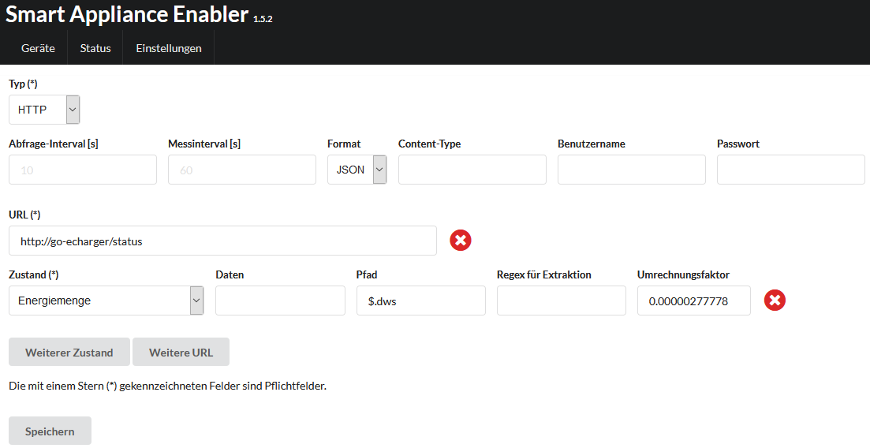 Smart Appliance Enabler 1.5.2
Geräte Status Einstellungen
Typ (*)
HTTP
Abfrage-Interval [s] Messinterval [s] Format Content-Type Benutzername Passwort
10 60 JSON
URL (*)
http://go-echarger/status
Zustand (*) Daten Pfad Regex für Extraktion Umrechnungsfaktor
Energiemenge $.dws 0.00000277778
Weiterer Zustand Weitere URL
Die mit einem Stern (*) gekennzeichneten Felder sind Pflichtfelder.
Speichern